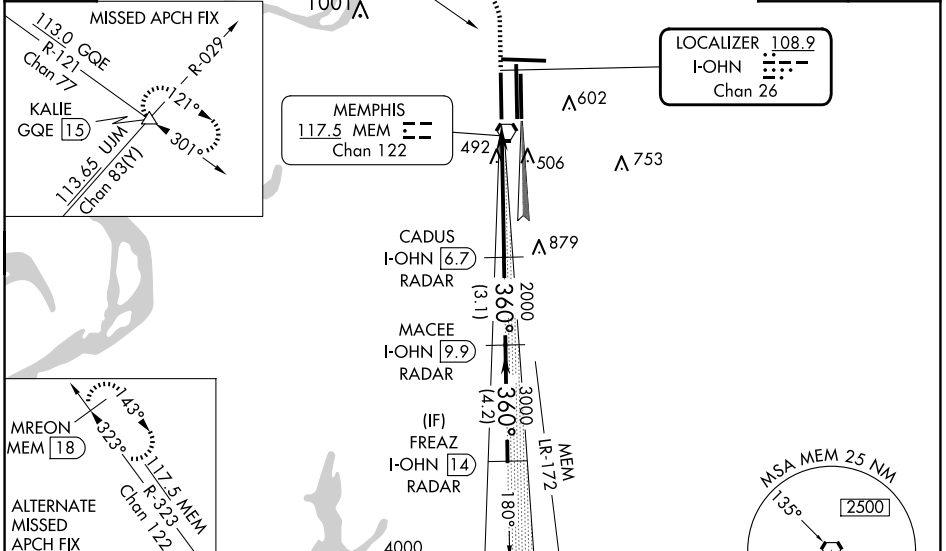 MISSED APCH FIX
113.0 GQE
R-121
Chan 77
R-029
KALIE
GQE 15
121°
301°
113.65 UJM
Chan 83(Y)
1001
LOCALIZER 108.9
I-OHN
Chan 26
MEMPHIS
117.5 MEM
Chan 122
602
492
506
753
879
CADUS
I-OHN 6.7
RADAR
2000
360°
(3.1)
MACEE
I-OHN 9.9
RADAR
3000
360°
(4.2)
(IF)
FREAZ
I-OHN 14
RADAR
MEM
LR-172
180°
4000
MREON
MEM 18
143°
323°
117.5 MEM
R-323
Chan 122
ALTERNATE
MISSED
APCH FIX
MSA MEM 25 NM
135°
2500